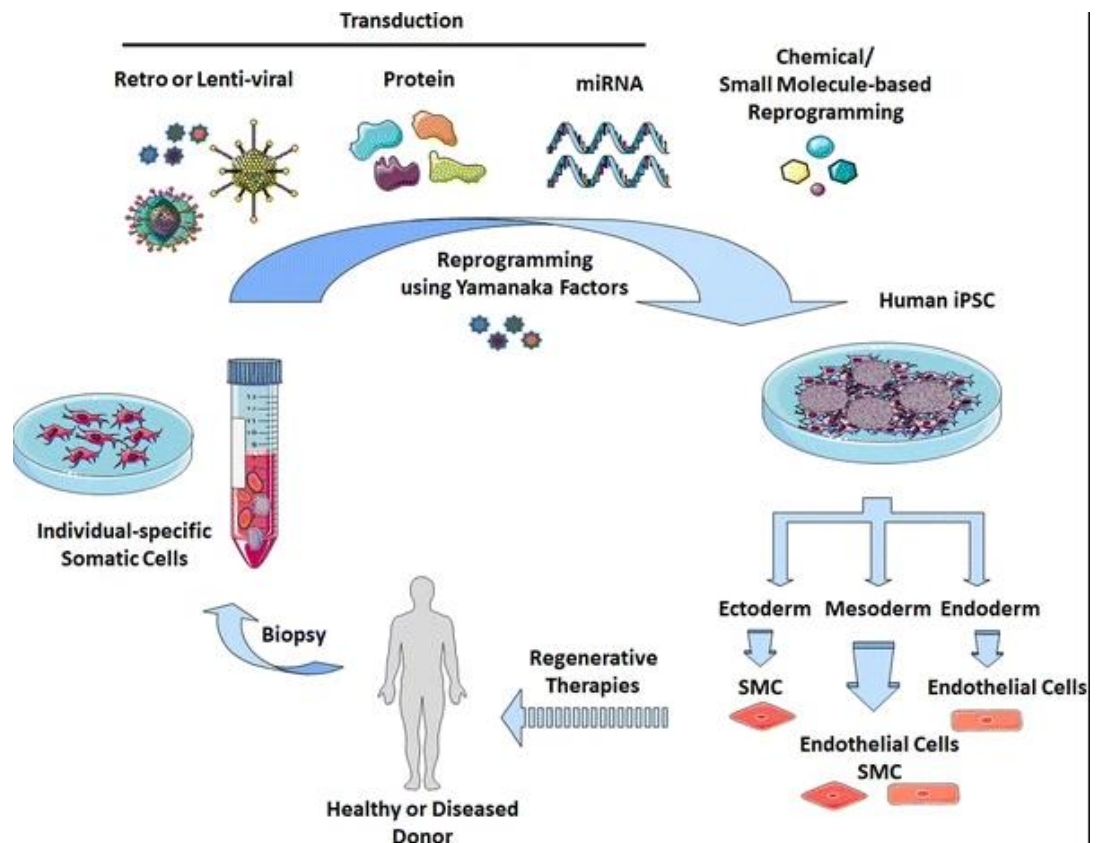 Transduction
Retro or Lenti-viral
Protein
miRNA
Chemical/
Small Molecule-based
Reprogramming
Reprogramming
using Yamanaka Factors
Human iPSC
Individual-specific
Somatic Cells
Biopsy
Ectoderm
Mesoderm
Endoderm
Regenerative
Therapies
SMC
Endothelial Cells
Endothelial Cells
SMC
Healthy or Diseased
Donor